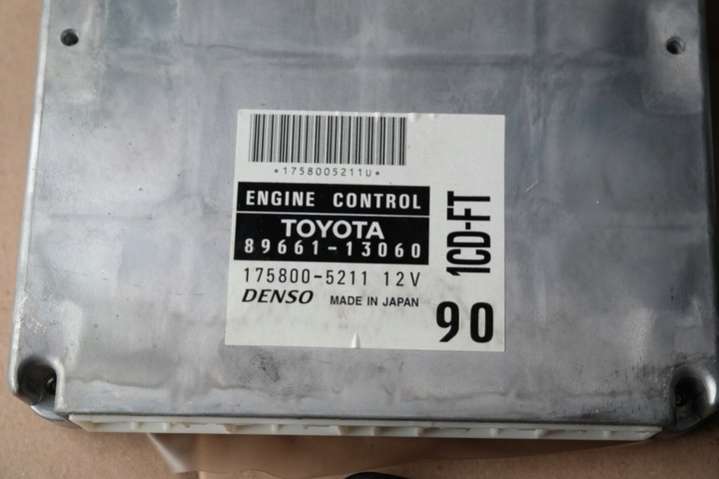 *1758005211U*
ENGINE CONTROL
TOYOTA
89661-13060
175800-5211 12V
DENSO MADE IN JAPAN
1CD-FT
90